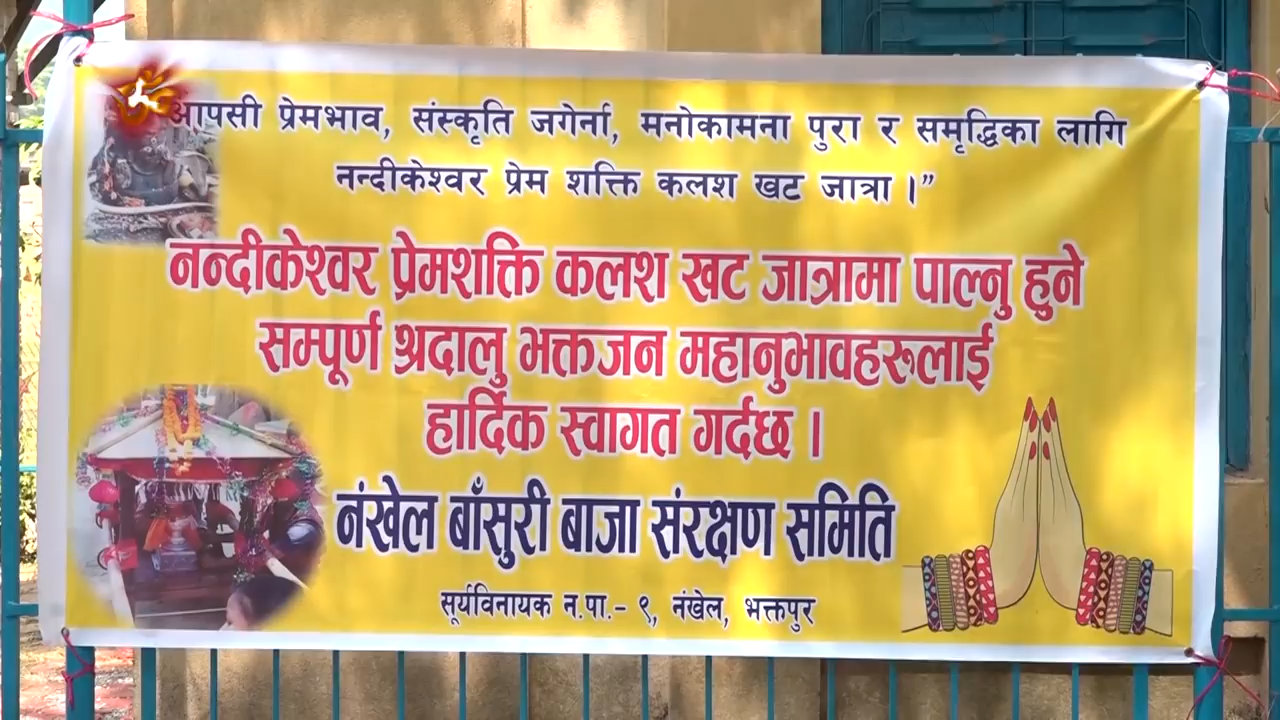 आपसी प्रेमभाव, संस्कृति जगेर्ना, मनोकामना पुरा र समृद्धिका लागि
नन्दीकेश्वर प्रेम शक्ति कलश खट जात्रा ।”
नन्दीकेश्वर प्रेमशक्ति कलश खट जात्रामा पाल्नु हुने
सम्पूर्ण श्रदालु भक्तजन महानुभावहरूलाई
हार्दिक स्वागत गर्दछ ।
नंखेल बाँसुरी बाजा संरक्षण समिति
सूर्यविनायक न.पा.- ९, नंखेल, भक्तपुर